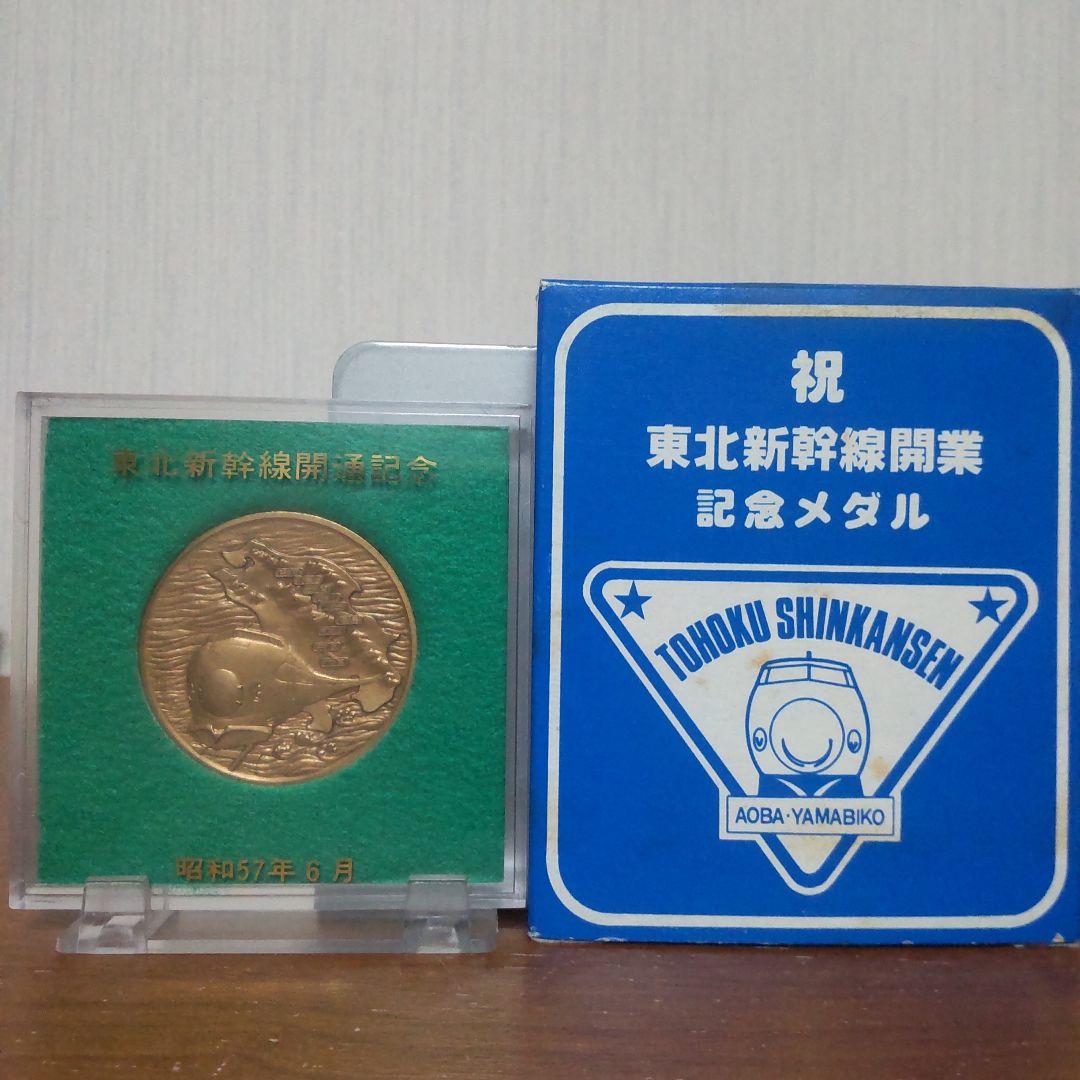 東北新幹線開通記念
昭和57年6月
祝
東北新幹線開業
記念メダル
TOHOKU SHINKANSEN
AOBA・YAMABIKO